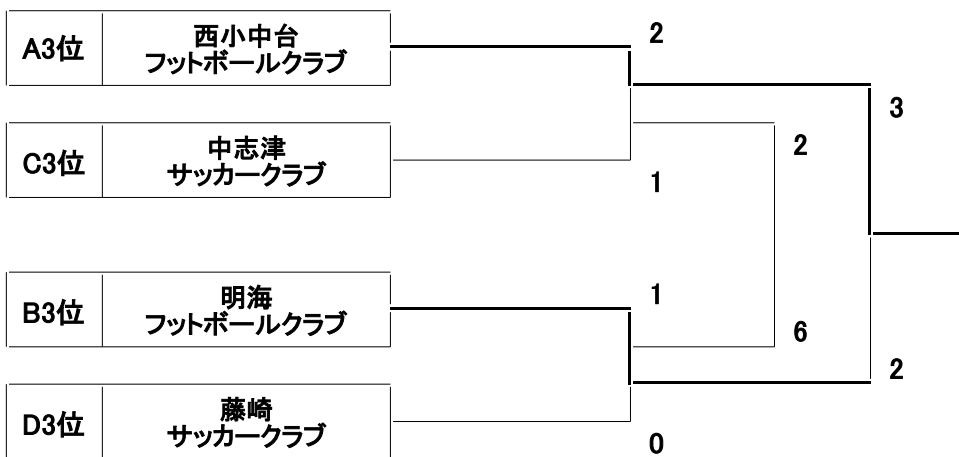 A3位
西小中台
フットボールクラブ
2
3
C3位
中志津
サッカークラブ
2
1
B3位
明海
フットボールクラブ
1
6
2
D3位
藤崎
サッカークラブ
0